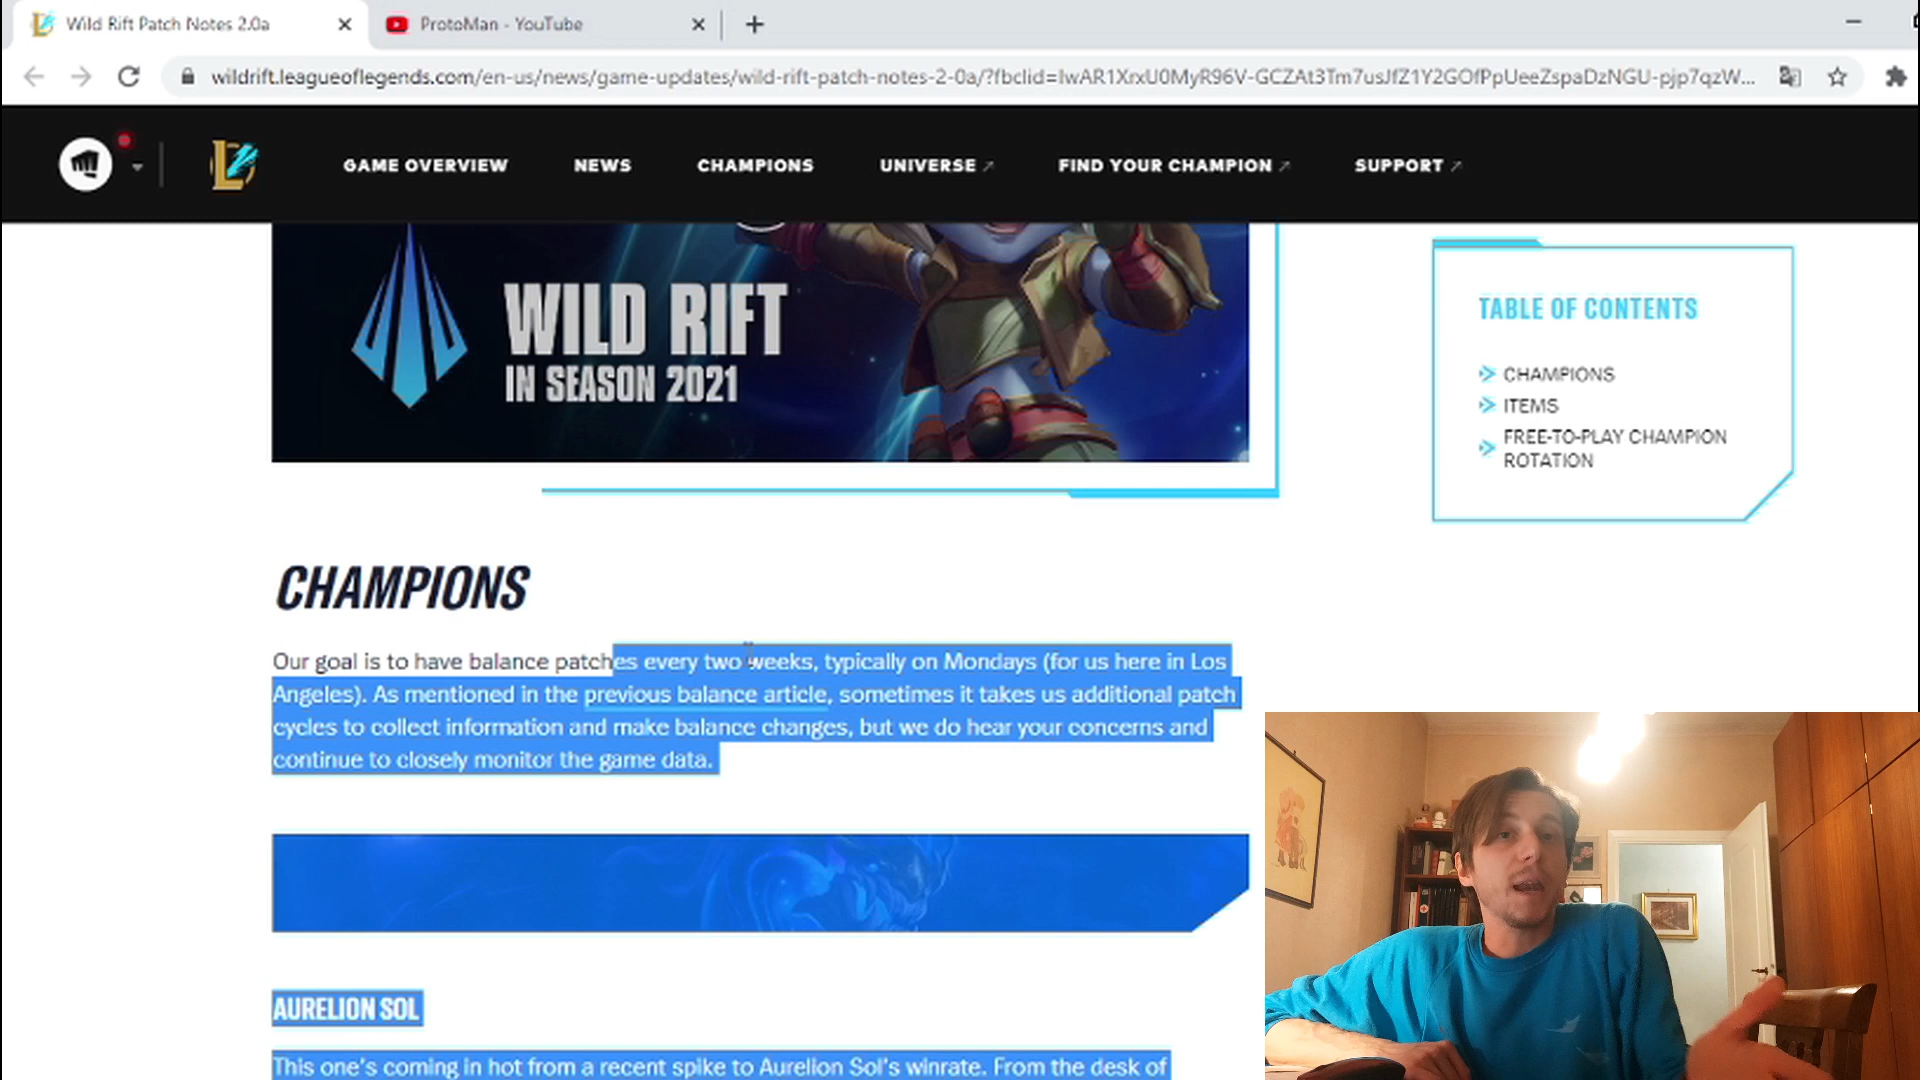 Wild Rift Patch Notes 2.0a
ProtoMan - YouTube
wildrift.leagueoflegends.com/en-us/news/game-updates/wild-rift-patch-notes-2-0a/?fbclid=IwAR1XrxU0MyR96V-GCZAt3Tm7usJfZ1Y2GOfPpUeeZspaDzNGU-pjp7qzW...
GAME OVERVIEW
NEWS
CHAMPIONS
UNIVERSE
FIND YOUR CHAMPION
SUPPORT
WILD RIFT
IN SEASON 2021
TABLE OF CONTENTS
CHAMPIONS
ITEMS
FREE-TO-PLAY CHAMPION
ROTATION
CHAMPIONS
Our goal is to have balance patches every two weeks, typically on Mondays (for us here in Los
Angeles). As mentioned in the previous balance article, sometimes it takes us additional patch
cycles to collect information and make balance changes, but we do hear your concerns and
continue to closely monitor the game data.
AURELION SOL
This one's coming in hot from a recent spike to Aurelion Sol's winrate. From the desk of